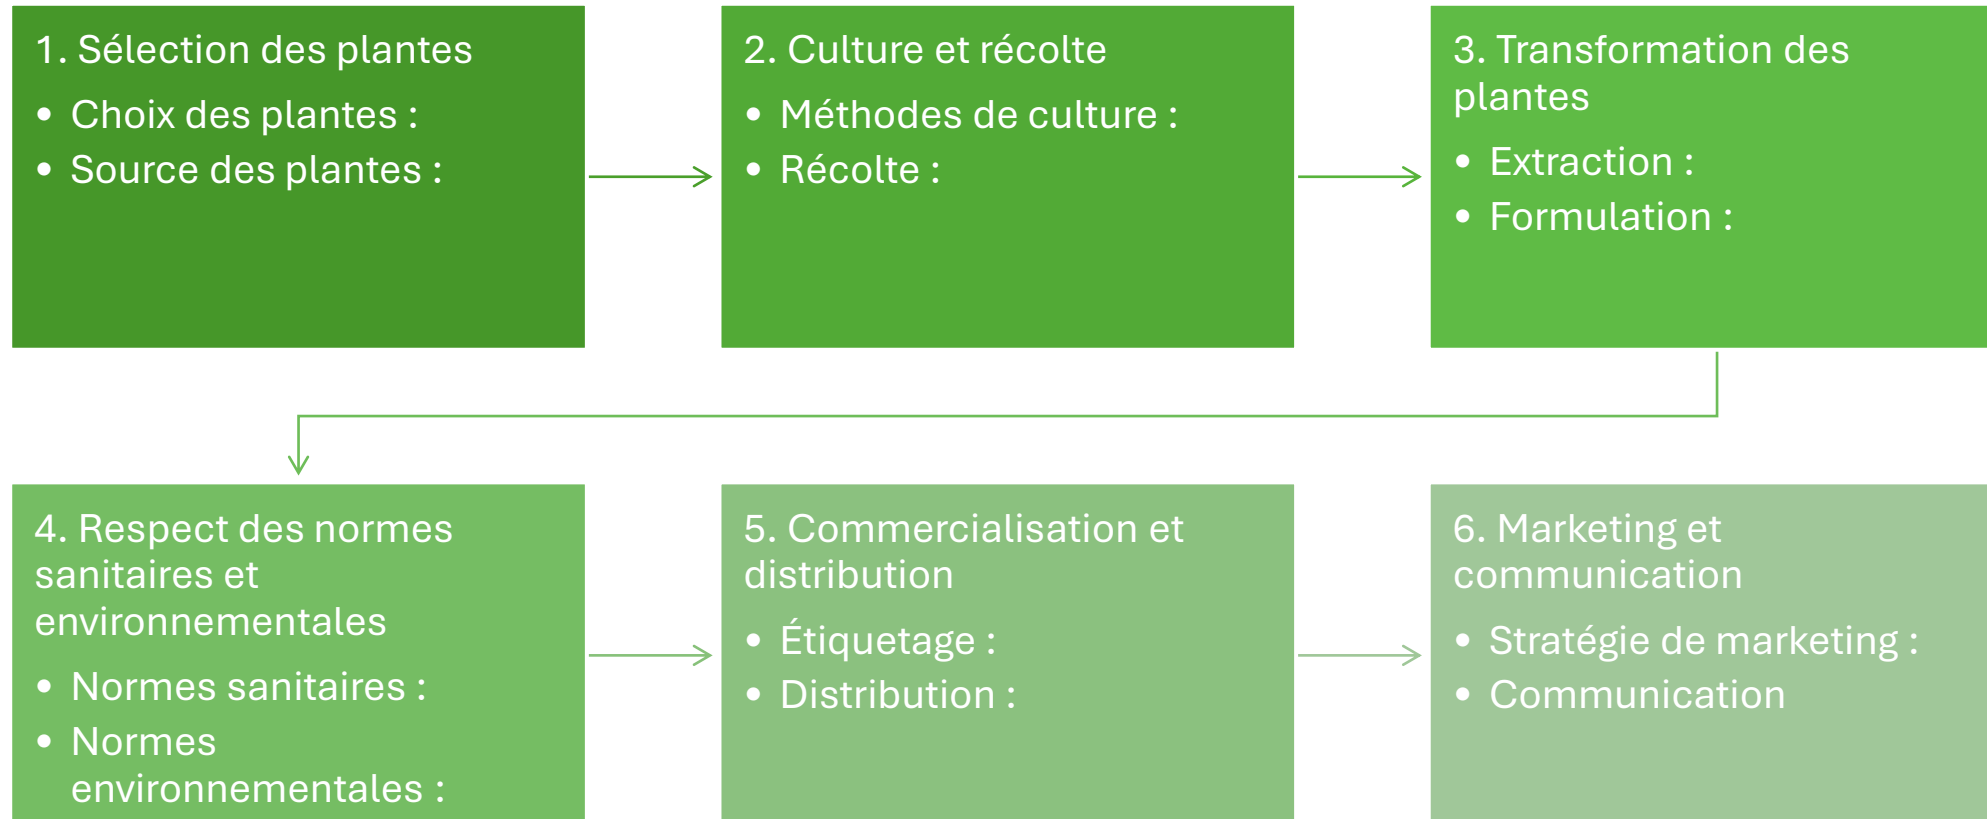 1. Sélection des plantes
• Choix des plantes :
• Source des plantes :
2. Culture et récolte
• Méthodes de culture :
• Récolte :
3. Transformation des
plantes
• Extraction :
• Formulation :
4. Respect des normes
sanitaires et
environnementales
• Normes sanitaires :
• Normes
environnementales :
5. Commercialisation et
distribution
• Étiquetage :
• Distribution :
6. Marketing et
communication
• Stratégie de marketing :
• Communication